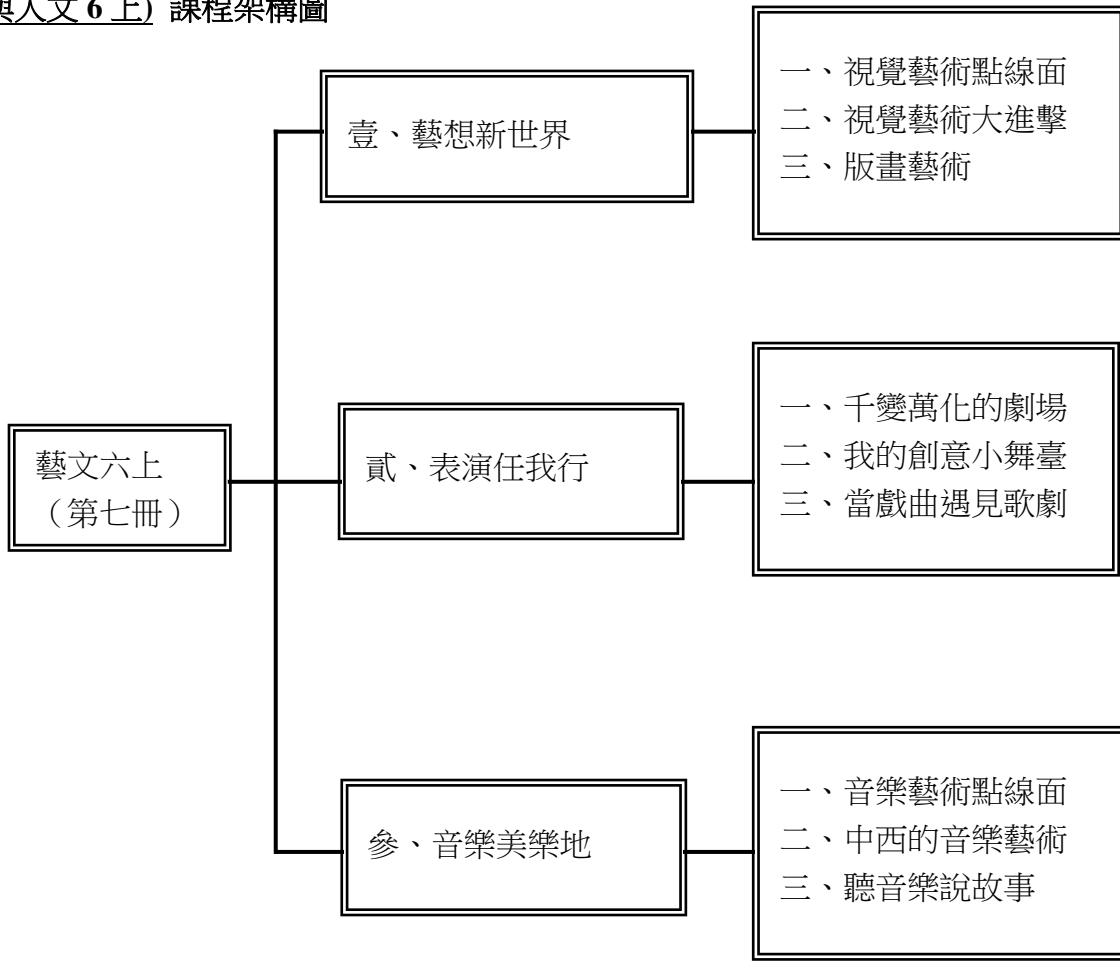 與人文 6 上) 課程架構圖
壹、藝想新世界
一、視覺藝術點線面
二、視覺藝術大進擊
三、版畫藝術
藝文六上
（第七冊）
貳、表演任我行
一、千變萬化的劇場
二、我的創意小舞臺
三、當戲曲遇見歌劇
參、音樂美樂地
一、音樂藝術點線面
二、中西的音樂藝術
三、聽音樂說故事